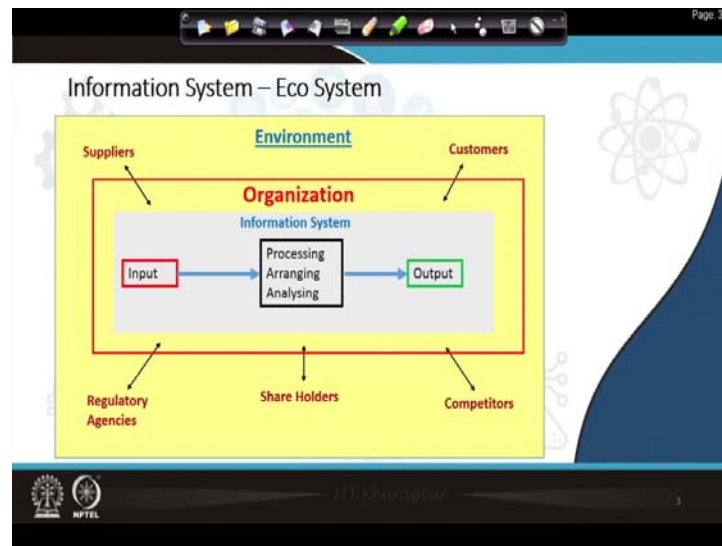 Page: 3
Information System – Eco System
Environment
Suppliers
Customers
Organization
Information System
Input
Processing
Arranging
Analysing
Output
Regulatory
Agencies
Share Holders
Competitors
NPTEL
IIT Kharagpur
3